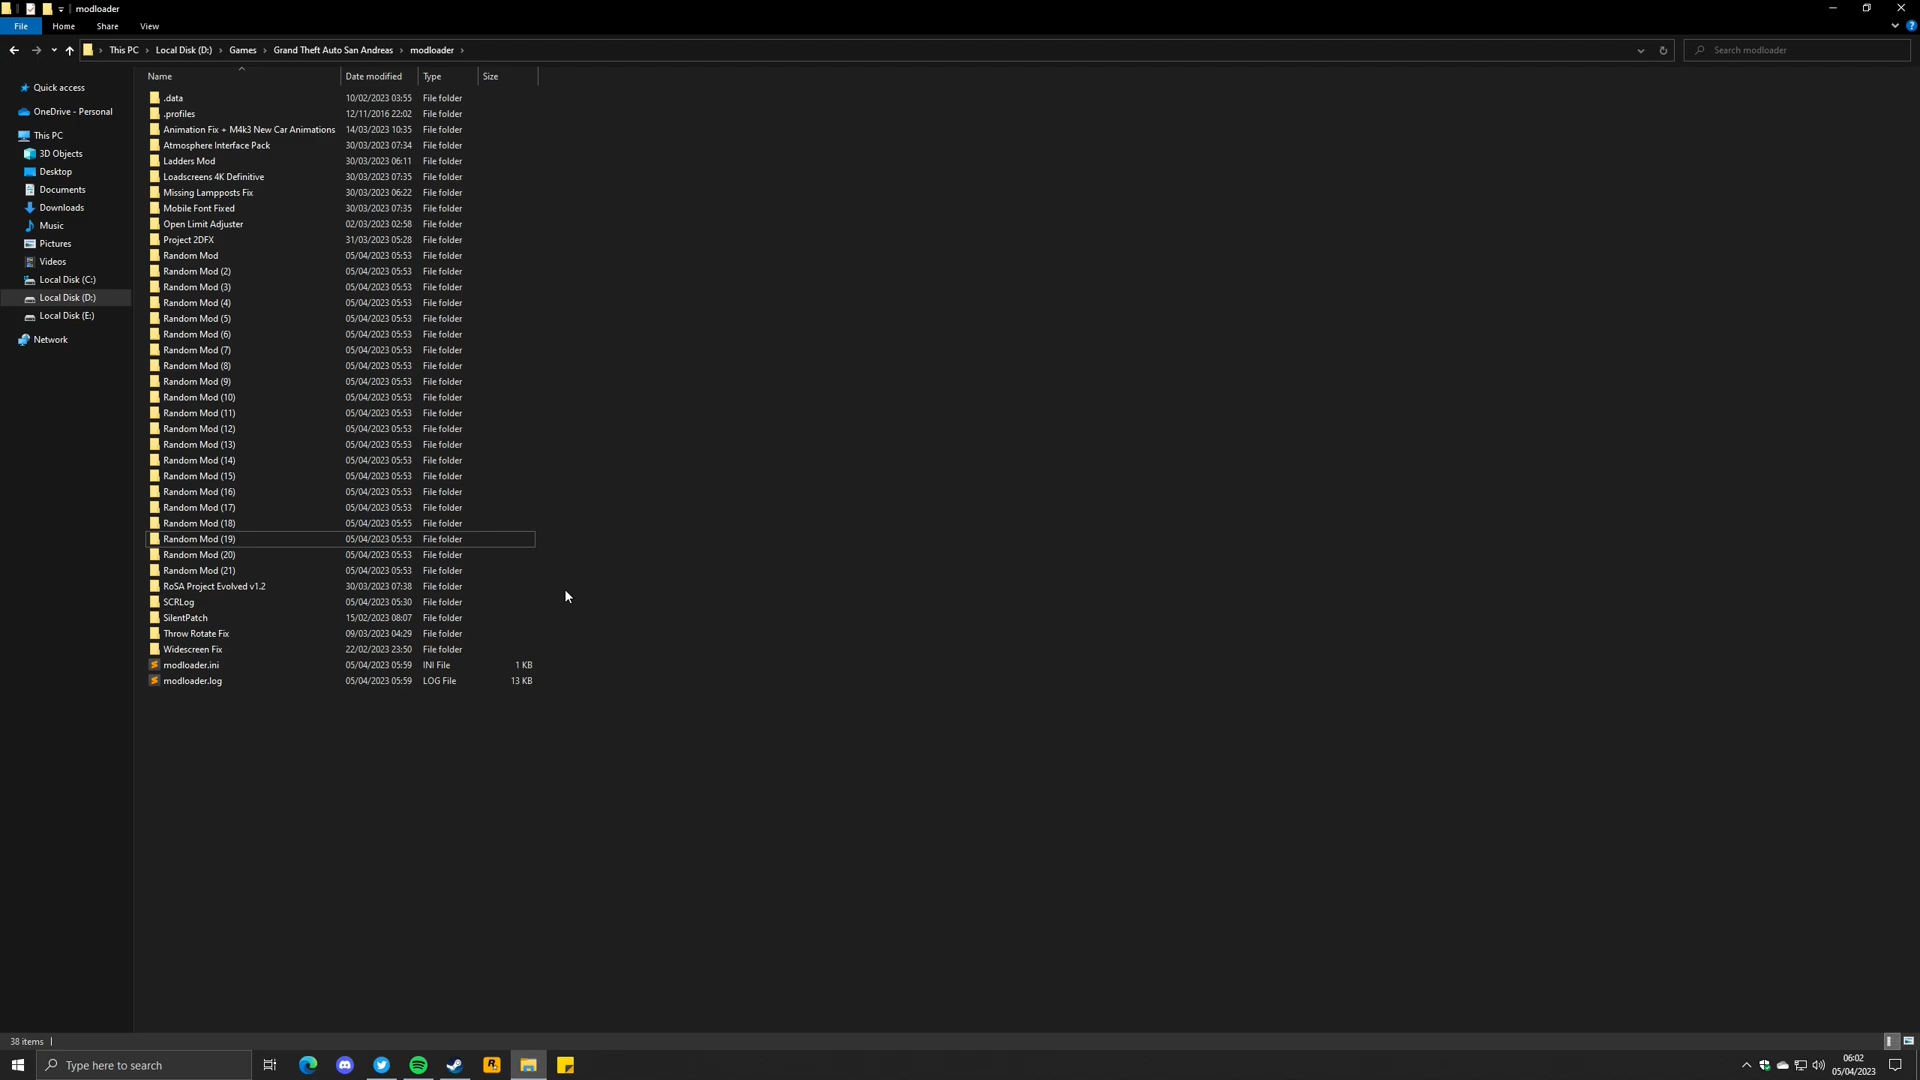 modloader
File Home Share View
This PC Local Disk (D:) Games Grand Theft Auto San Andreas modloader
Search modloader
Quick access
OneDrive - Personal
This PC
3D Objects
Desktop
Documents
Downloads
Music
Pictures
Videos
Local Disk (C:)
Local Disk (D:)
Local Disk (E:)
Network
Name Date modified Type Size
.data 10/02/2023 03:55 File folder
.profiles 12/11/2016 22:02 File folder
Animation Fix + M4k3 New Car Animations 14/03/2023 10:35 File folder
Atmosphere Interface Pack 30/03/2023 07:34 File folder
Ladders Mod 30/03/2023 06:11 File folder
Loadscreens 4K Definitive 30/03/2023 07:35 File folder
Missing Lampposts Fix 30/03/2023 06:22 File folder
Mobile Font Fixed 30/03/2023 07:35 File folder
Open Limit Adjuster 02/03/2023 02:58 File folder
Project 2DFX 31/03/2023 05:28 File folder
Random Mod 05/04/2023 05:53 File folder
Random Mod (2) 05/04/2023 05:53 File folder
Random Mod (3) 05/04/2023 05:53 File folder
Random Mod (4) 05/04/2023 05:53 File folder
Random Mod (5) 05/04/2023 05:53 File folder
Random Mod (6) 05/04/2023 05:53 File folder
Random Mod (7) 05/04/2023 05:53 File folder
Random Mod (8) 05/04/2023 05:53 File folder
Random Mod (9) 05/04/2023 05:53 File folder
Random Mod (10) 05/04/2023 05:53 File folder
Random Mod (11) 05/04/2023 05:53 File folder
Random Mod (12) 05/04/2023 05:53 File folder
Random Mod (13) 05/04/2023 05:53 File folder
Random Mod (14) 05/04/2023 05:53 File folder
Random Mod (15) 05/04/2023 05:53 File folder
Random Mod (16) 05/04/2023 05:53 File folder
Random Mod (17) 05/04/2023 05:53 File folder
Random Mod (18) 05/04/2023 05:55 File folder
Random Mod (19) 05/04/2023 05:53 File folder
Random Mod (20) 05/04/2023 05:53 File folder
Random Mod (21) 05/04/2023 05:53 File folder
RoSA Project Evolved v1.2 30/03/2023 07:38 File folder
SCRLog 05/04/2023 05:30 File folder
SilentPatch 15/02/2023 08:07 File folder
Throw Rotate Fix 09/03/2023 04:29 File folder
Widescreen Fix 22/02/2023 23:50 File folder
modloader.ini 05/04/2023 05:59 INI File 1 KB
modloader.log 05/04/2023 05:59 LOG File 13 KB
38 items
Type here to search
06:02
05/04/2023